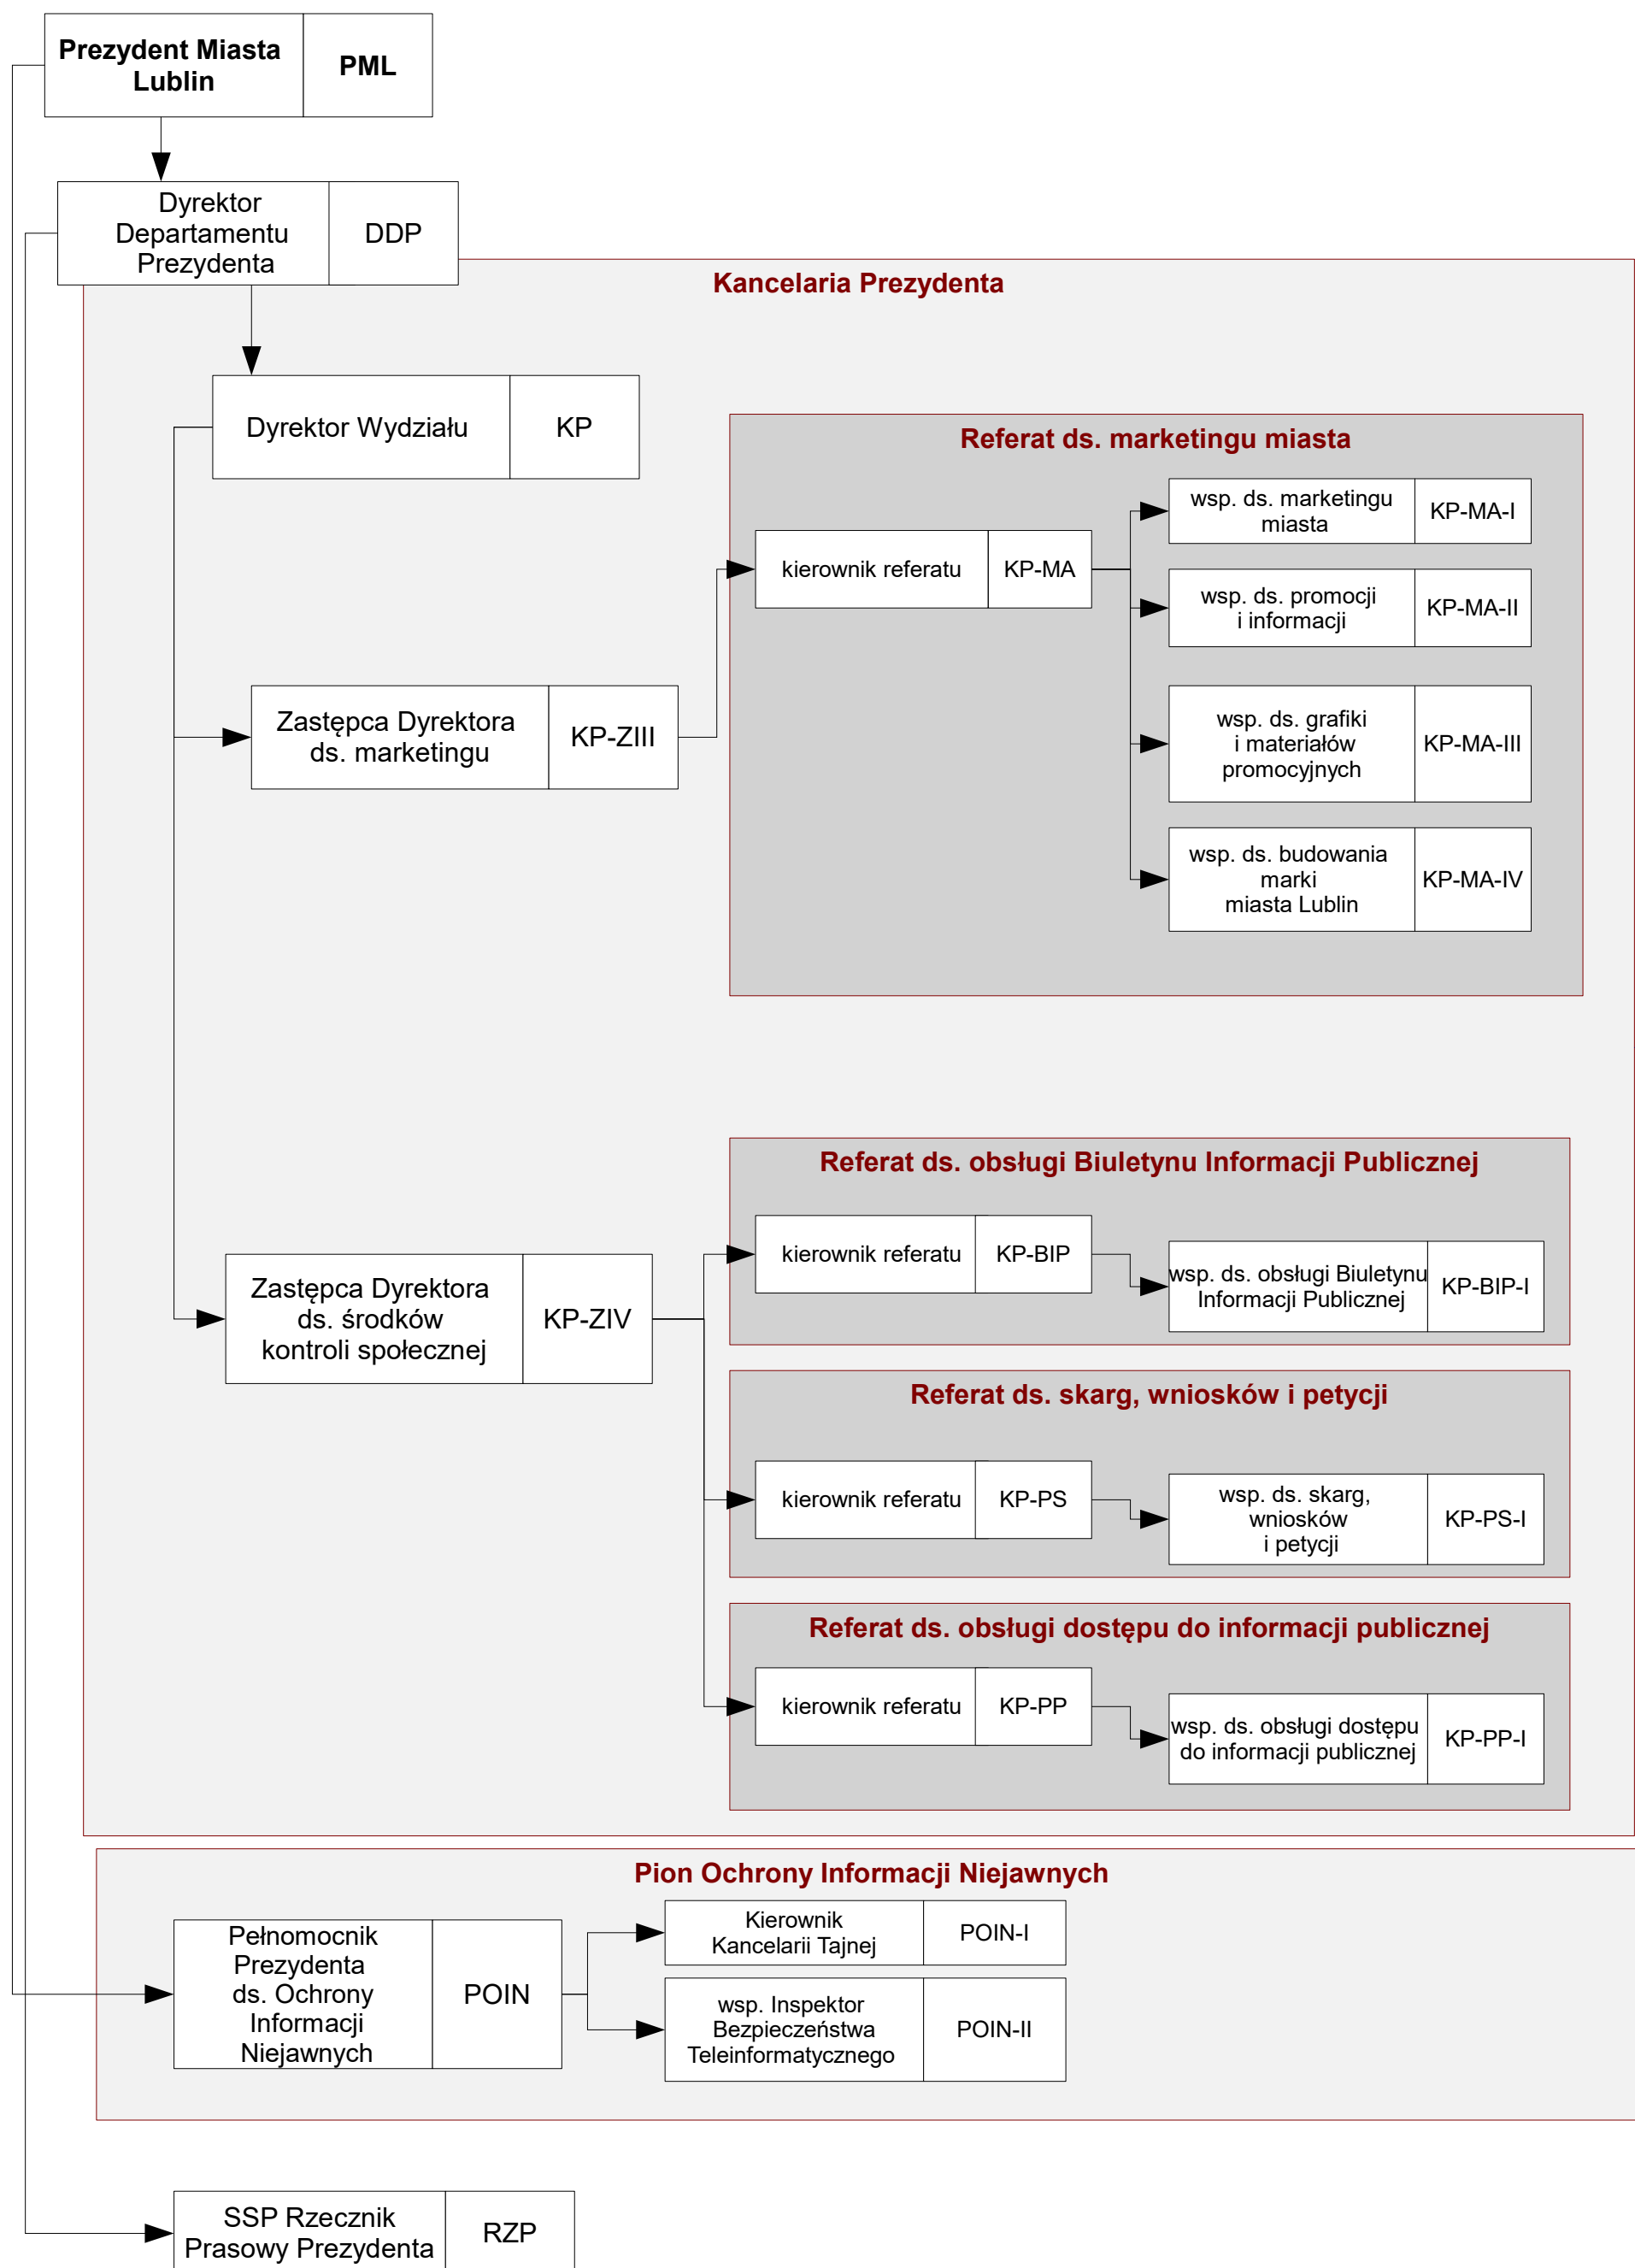 Prezydent Miasta
Lublin
PML
Dyrektor
Departamentu
Prezydenta
DDP
Kancelaria Prezydenta
Dyrektor Wydziału
KP
Referat ds. marketingu miasta
kierownik referatu
KP-MA
wsp. ds. marketingu
miasta
KP-MA-I
wsp. ds. promocji
i informacji
KP-MA-II
Zastępca Dyrektora
ds. marketingu
KP-ZIII
wsp. ds. grafiki
i materiałów
promocyjnych
KP-MA-III
wsp. ds. budowania
marki
miasta Lublin
KP-MA-IV
Zastępca Dyrektora
ds. środków
kontroli społecznej
KP-ZIV
Referat ds. obsługi Biuletynu Informacji Publicznej
kierownik referatu
KP-BIP
wsp. ds. obsługi Biuletynu
Informacji Publicznej
KP-BIP-I
Referat ds. skarg, wniosków i petycji
kierownik referatu
KP-PS
wsp. ds. skarg,
wniosków
i petycji
KP-PS-I
Referat ds. obsługi dostępu do informacji publicznej
kierownik referatu
KP-PP
wsp. ds. obsługi dostępu
do informacji publicznej
KP-PP-I
Pion Ochrony Informacji Niejawnych
Pełnomocnik
Prezydenta
ds. Ochrony
Informacji
Niejawnych
POIN
Kierownik
Kancelarii Tajnej
POIN-I
wsp. Inspektor
Bezpieczeństwa
Teleinformatycznego
POIN-II
SSP Rzecznik
Prasowy Prezydenta
RZP